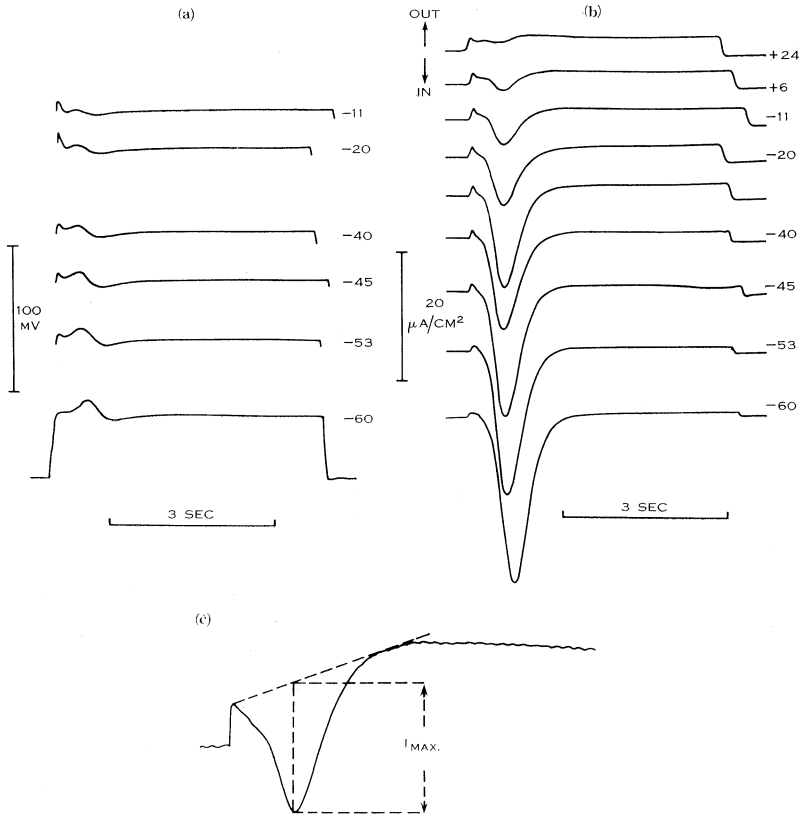 (a)
-11
-20
-40
-45
-53
-60
100
MV
3 SEC
(b)
OUT
IN
+24
+6
-11
-20
-40
-45
-53
-60
20
μA/CM²
3 SEC
(c)
I MAX.